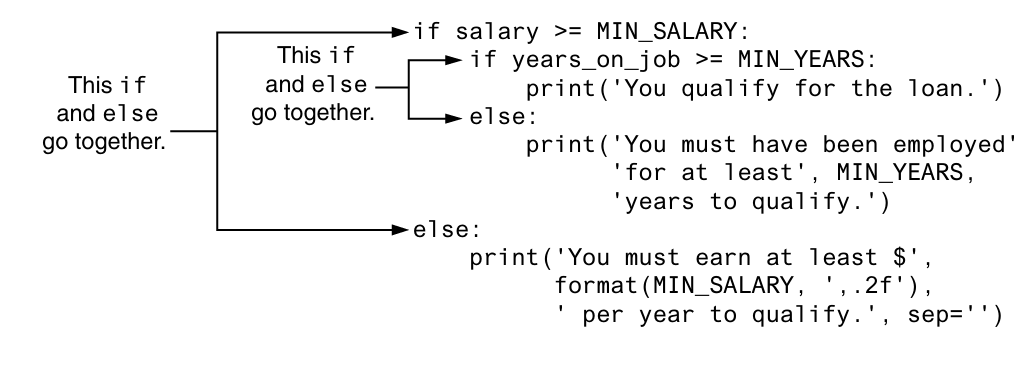 This if
and else
go together.
This if
and else
go together.
if salary >= MIN_SALARY:
if years_on_job >= MIN_YEARS:
print('You qualify for the loan.')
else:
print('You must have been employed'
'for at least', MIN_YEARS,
'years to qualify.')
else:
print('You must earn at least $',
format(MIN_SALARY, ',.2f'),
' per year to qualify.', sep='')